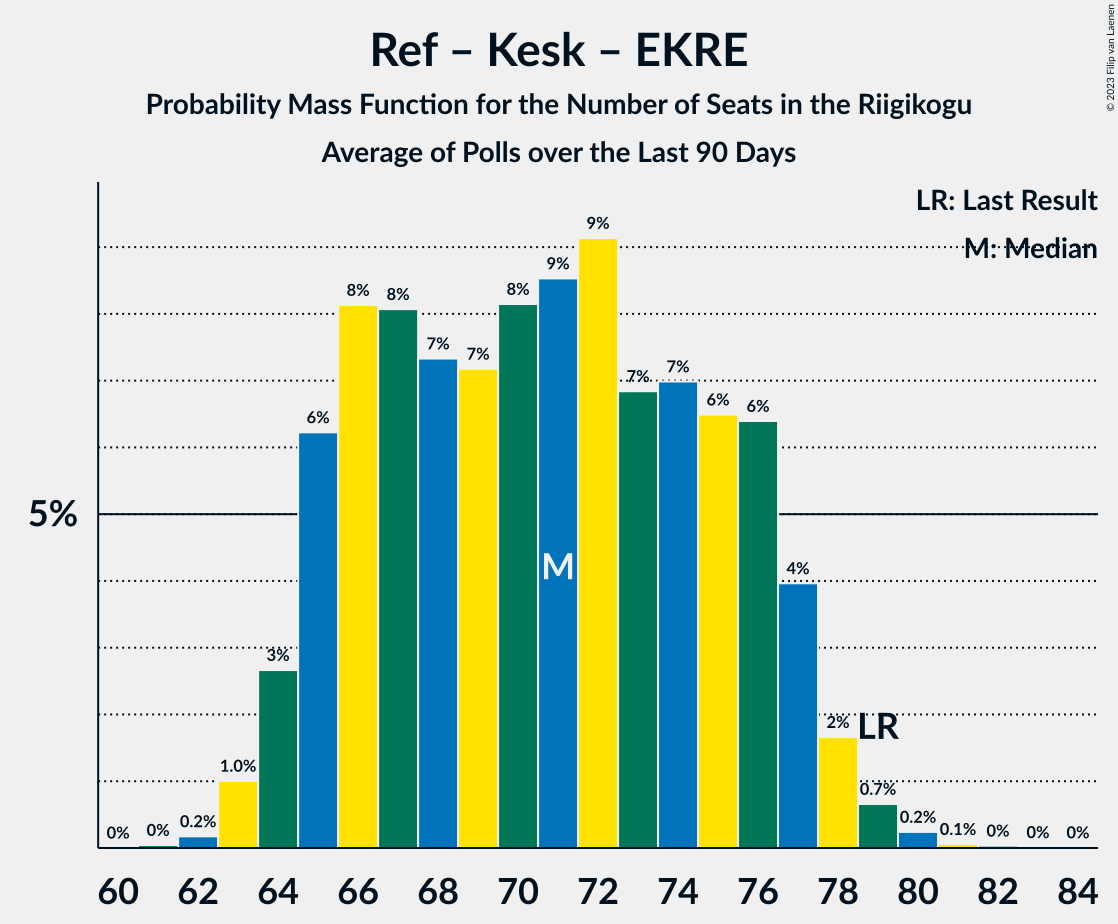 Ref – Kesk – EKRE
Probability Mass Function for the Number of Seats in the Riigikogu
Average of Polls over the Last 90 Days
© 2023 Filip van Laenen
LR: Last Result
M: Median
5%
0%
0%
0.2%
1.0%
3%
6%
8%
8%
7%
7%
8%
9%
9%
7%
7%
6%
6%
4%
2%
0.7%
0.2%
0.1%
0%
0%
0%
M
LR
60 62 64 66 68 70 72 74 76 78 80 82 84